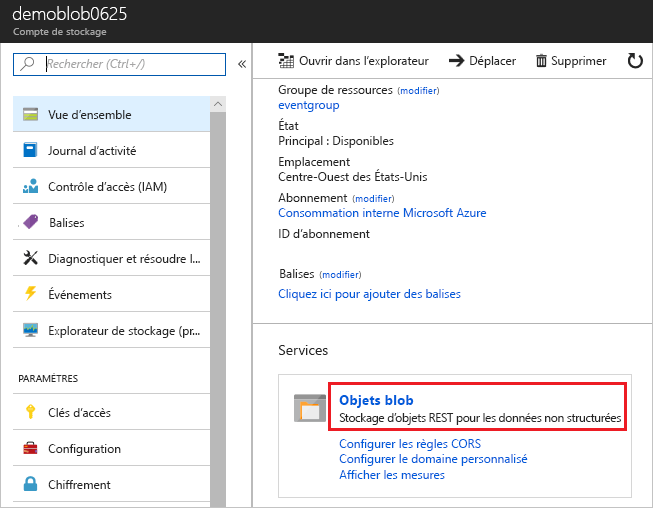 demoblob0625
Compte de stockage
Rechercher (Ctrl+/)
«
Vue d'ensemble
Journal d'activité
Contrôle d'accès (IAM)
Balises
Diagnostiquer et résoudre l...
Événements
Explorateur de stockage (pr...
PARAMÈTRES
Clés d'accès
Configuration
Chiffrement
Ouvrir dans l'explorateur
Déplacer
Supprimer
Groupe de ressources (modifier)
eventgroup
État
Principal : Disponibles
Emplacement
Centre-Ouest des États-Unis
Abonnement (modifier)
Consommation interne Microsoft Azure
ID d'abonnement
Balises (modifier)
Cliquez ici pour ajouter des balises
Services
Objets blob
Stockage d'objets REST pour les données non structurées
Configurer les règles CORS
Configurer le domaine personnalisé
Afficher les mesures